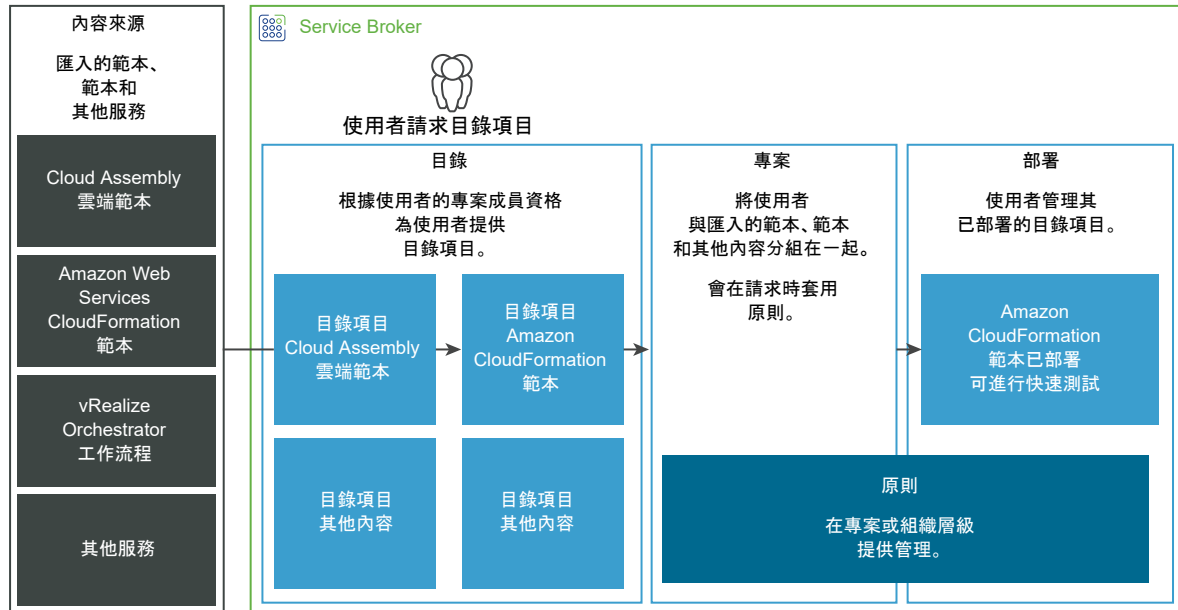 內容來源
匯入的範本、
範本和
其他服務
Cloud Assembly
雲端範本
Amazon Web
Services
CloudFormation
範本
vRealize
Orchestrator
工作流程
其他服務
Service Broker
使用者請求目錄項目
目錄
根據使用者的專案成員資格
為使用者提供
目錄項目。
目錄項目
Cloud Assembly
雲端範本
目錄項目
Amazon
CloudFormation
範本
目錄項目
其他內容
目錄項目
其他內容
專案
將使用者
與匯入的範本、範本
和其他內容分組在一起。
會在請求時套用
原則。
部署
使用者管理其
已部署的目錄項目。
Amazon
CloudFormation
範本已部署
可進行快速測試
原則
在專案或組織層級
提供管理。